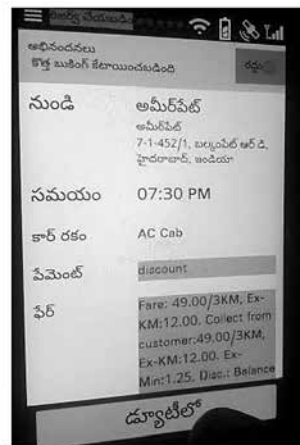 అభినందనలు
కొత్త బుకింగ్ కేటాయించబడింది
రద్దు
నుండి
అమీర్‌పేట్
అమీర్‌పేట్
7-1-452/1, బల్కంపేట్ ఆర్ డి,
హైదరాబాద్, ఇండియా
సమయం
07:30 PM
కార్ రకం
AC Cab
పేమెంట్
discount
ఫేర్
Fare: 49.00/3KM, Ex-
KM:12.00. Collect from
customer:49.00/3KM,
Ex-KM:12.00. Ex-
Min:1.25. Disc.: Balance
డ్యూటీలో